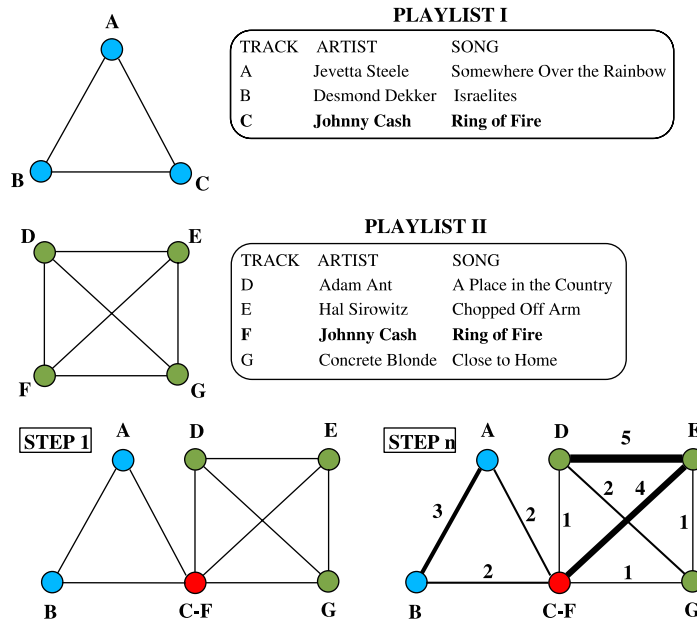 A
B
C
PLAYLIST I
TRACK ARTIST SONG
A Jevetta Steele Somewhere Over the Rainbow
B Desmond Dekker Israelites
C Johnny Cash Ring of Fire
D E
F G
PLAYLIST II
TRACK ARTIST SONG
D Adam Ant A Place in the Country
E Hal Sirowitz Chopped Off Arm
F Johnny Cash Ring of Fire
G Concrete Blonde Close to Home
STEP 1
A D E
B C-F G
STEP n
A D 5 E
3 2 1 2 4 1
2 1
B C-F G